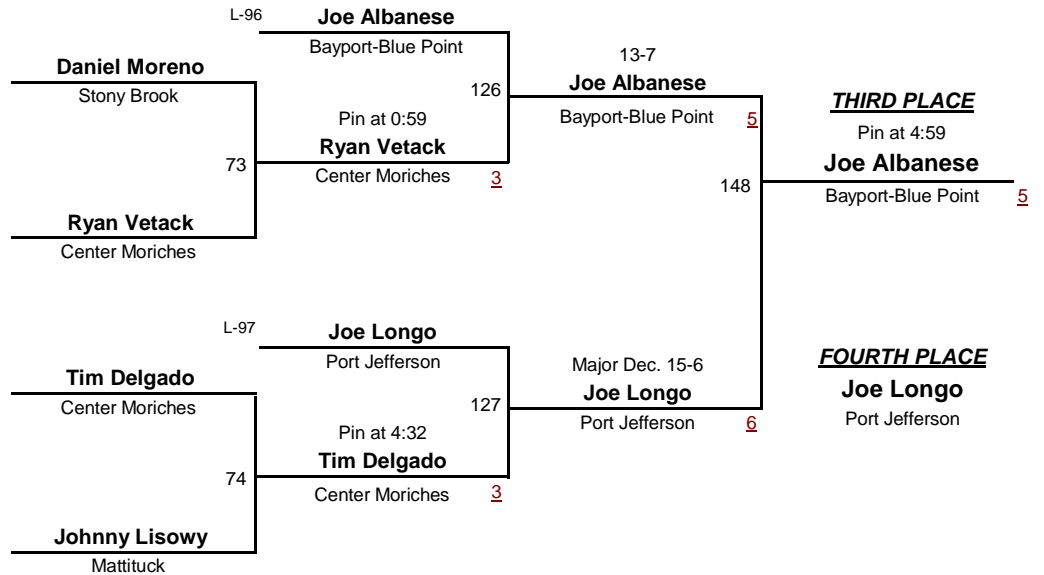 L-96
Joe Albanese
Bayport-Blue Point
Daniel Moreno
Stony Brook
73
Pin at 0:59
Ryan Vetack
Center Moriches
3
Ryan Vetack
Center Moriches
126
13-7
Joe Albanese
Bayport-Blue Point
5
148
THIRD PLACE
Pin at 4:59
Joe Albanese
Bayport-Blue Point
5
L-97
Joe Longo
Port Jefferson
Tim Delgado
Center Moriches
74
Pin at 4:32
Tim Delgado
Center Moriches
3
Johnny Lisowy
Mattituck
127
Major Dec. 15-6
Joe Longo
Port Jefferson
6
FOURTH PLACE
Joe Longo
Port Jefferson